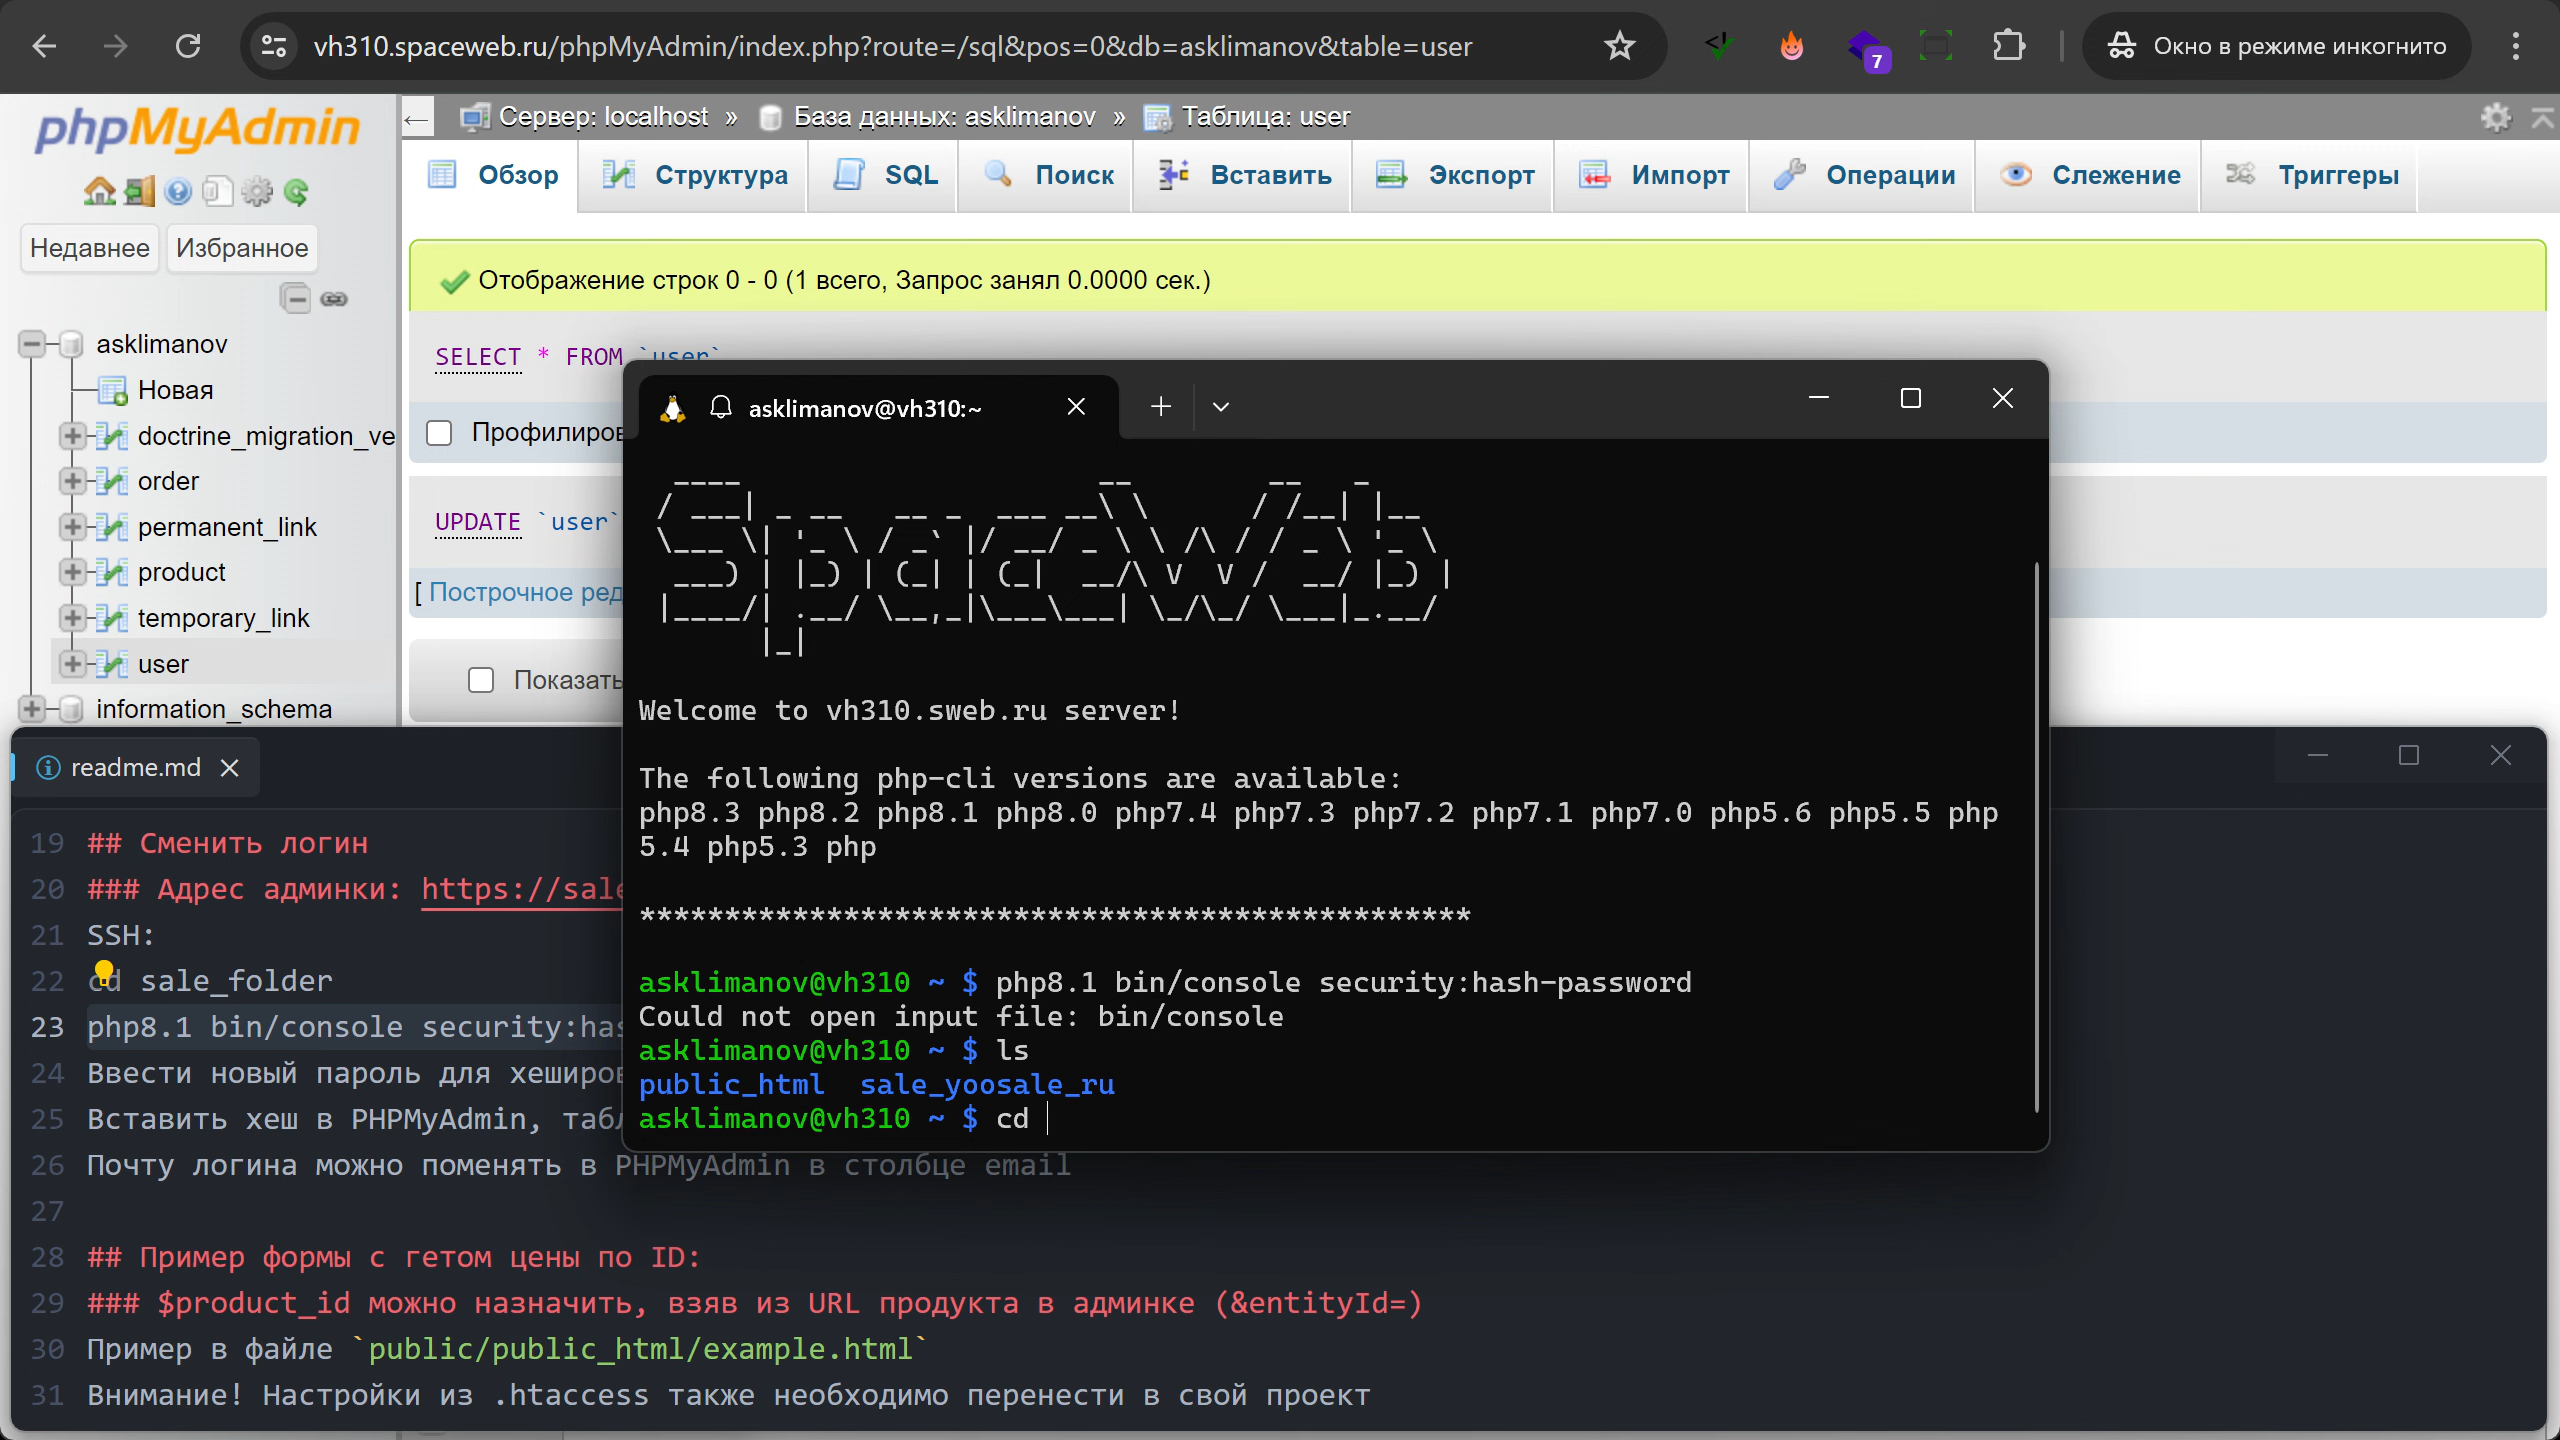 vh310.spaceweb.ru/phpMyAdmin/index.php?route=/sql&pos=0&db=asklimanov&table=user
7
Окно в режиме инкогнито
phpMyAdmin
Недавнее
Избранное
asklimanov
Новая
doctrine_migration_ve
order
permanent_link
product
temporary_link
user
information_schema
Сервер: localhost » База данных: asklimanov » Таблица: user
Обзор
Структура
SQL
Поиск
Вставить
Экспорт
Импорт
Операции
Слежение
Триггеры
Отображение строк 0 - 0 (1 всего, Запрос занял 0.0000 сек.)
SELECT * FROM `user`
Профилиров
UPDATE `user`
[ Построчное ред
Показать
asklimanov@vh310:~
SpaceWeb
Welcome to vh310.sweb.ru server!
The following php-cli versions are available:
php8.3 php8.2 php8.1 php8.0 php7.4 php7.3 php7.2 php7.1 php7.0 php5.6 php5.5 php
5.4 php5.3 php
*************************************************
asklimanov@vh310 ~ $ php8.1 bin/console security:hash-password
Could not open input file: bin/console
asklimanov@vh310 ~ $ ls
public_html sale_yoosale_ru
asklimanov@vh310 ~ $ cd
readme.md
19 ## Сменить логин
20 ### Адрес админки: https://sale
21 SSH:
22 cd sale_folder
23 php8.1 bin/console security:has
24 Ввести новый пароль для хеширов
25 Вставить хеш в PHPMyAdmin, табл
26 Почту логина можно поменять в PHPMyAdmin в столбце email
27
28 ## Пример формы с гетом цены по ID:
29 ### $product_id можно назначить, взяв из URL продукта в админке (&entityId=)
30 Пример в файле `public/public_html/example.html`
31 Внимание! Настройки из .htaccess также необходимо перенести в свой проект